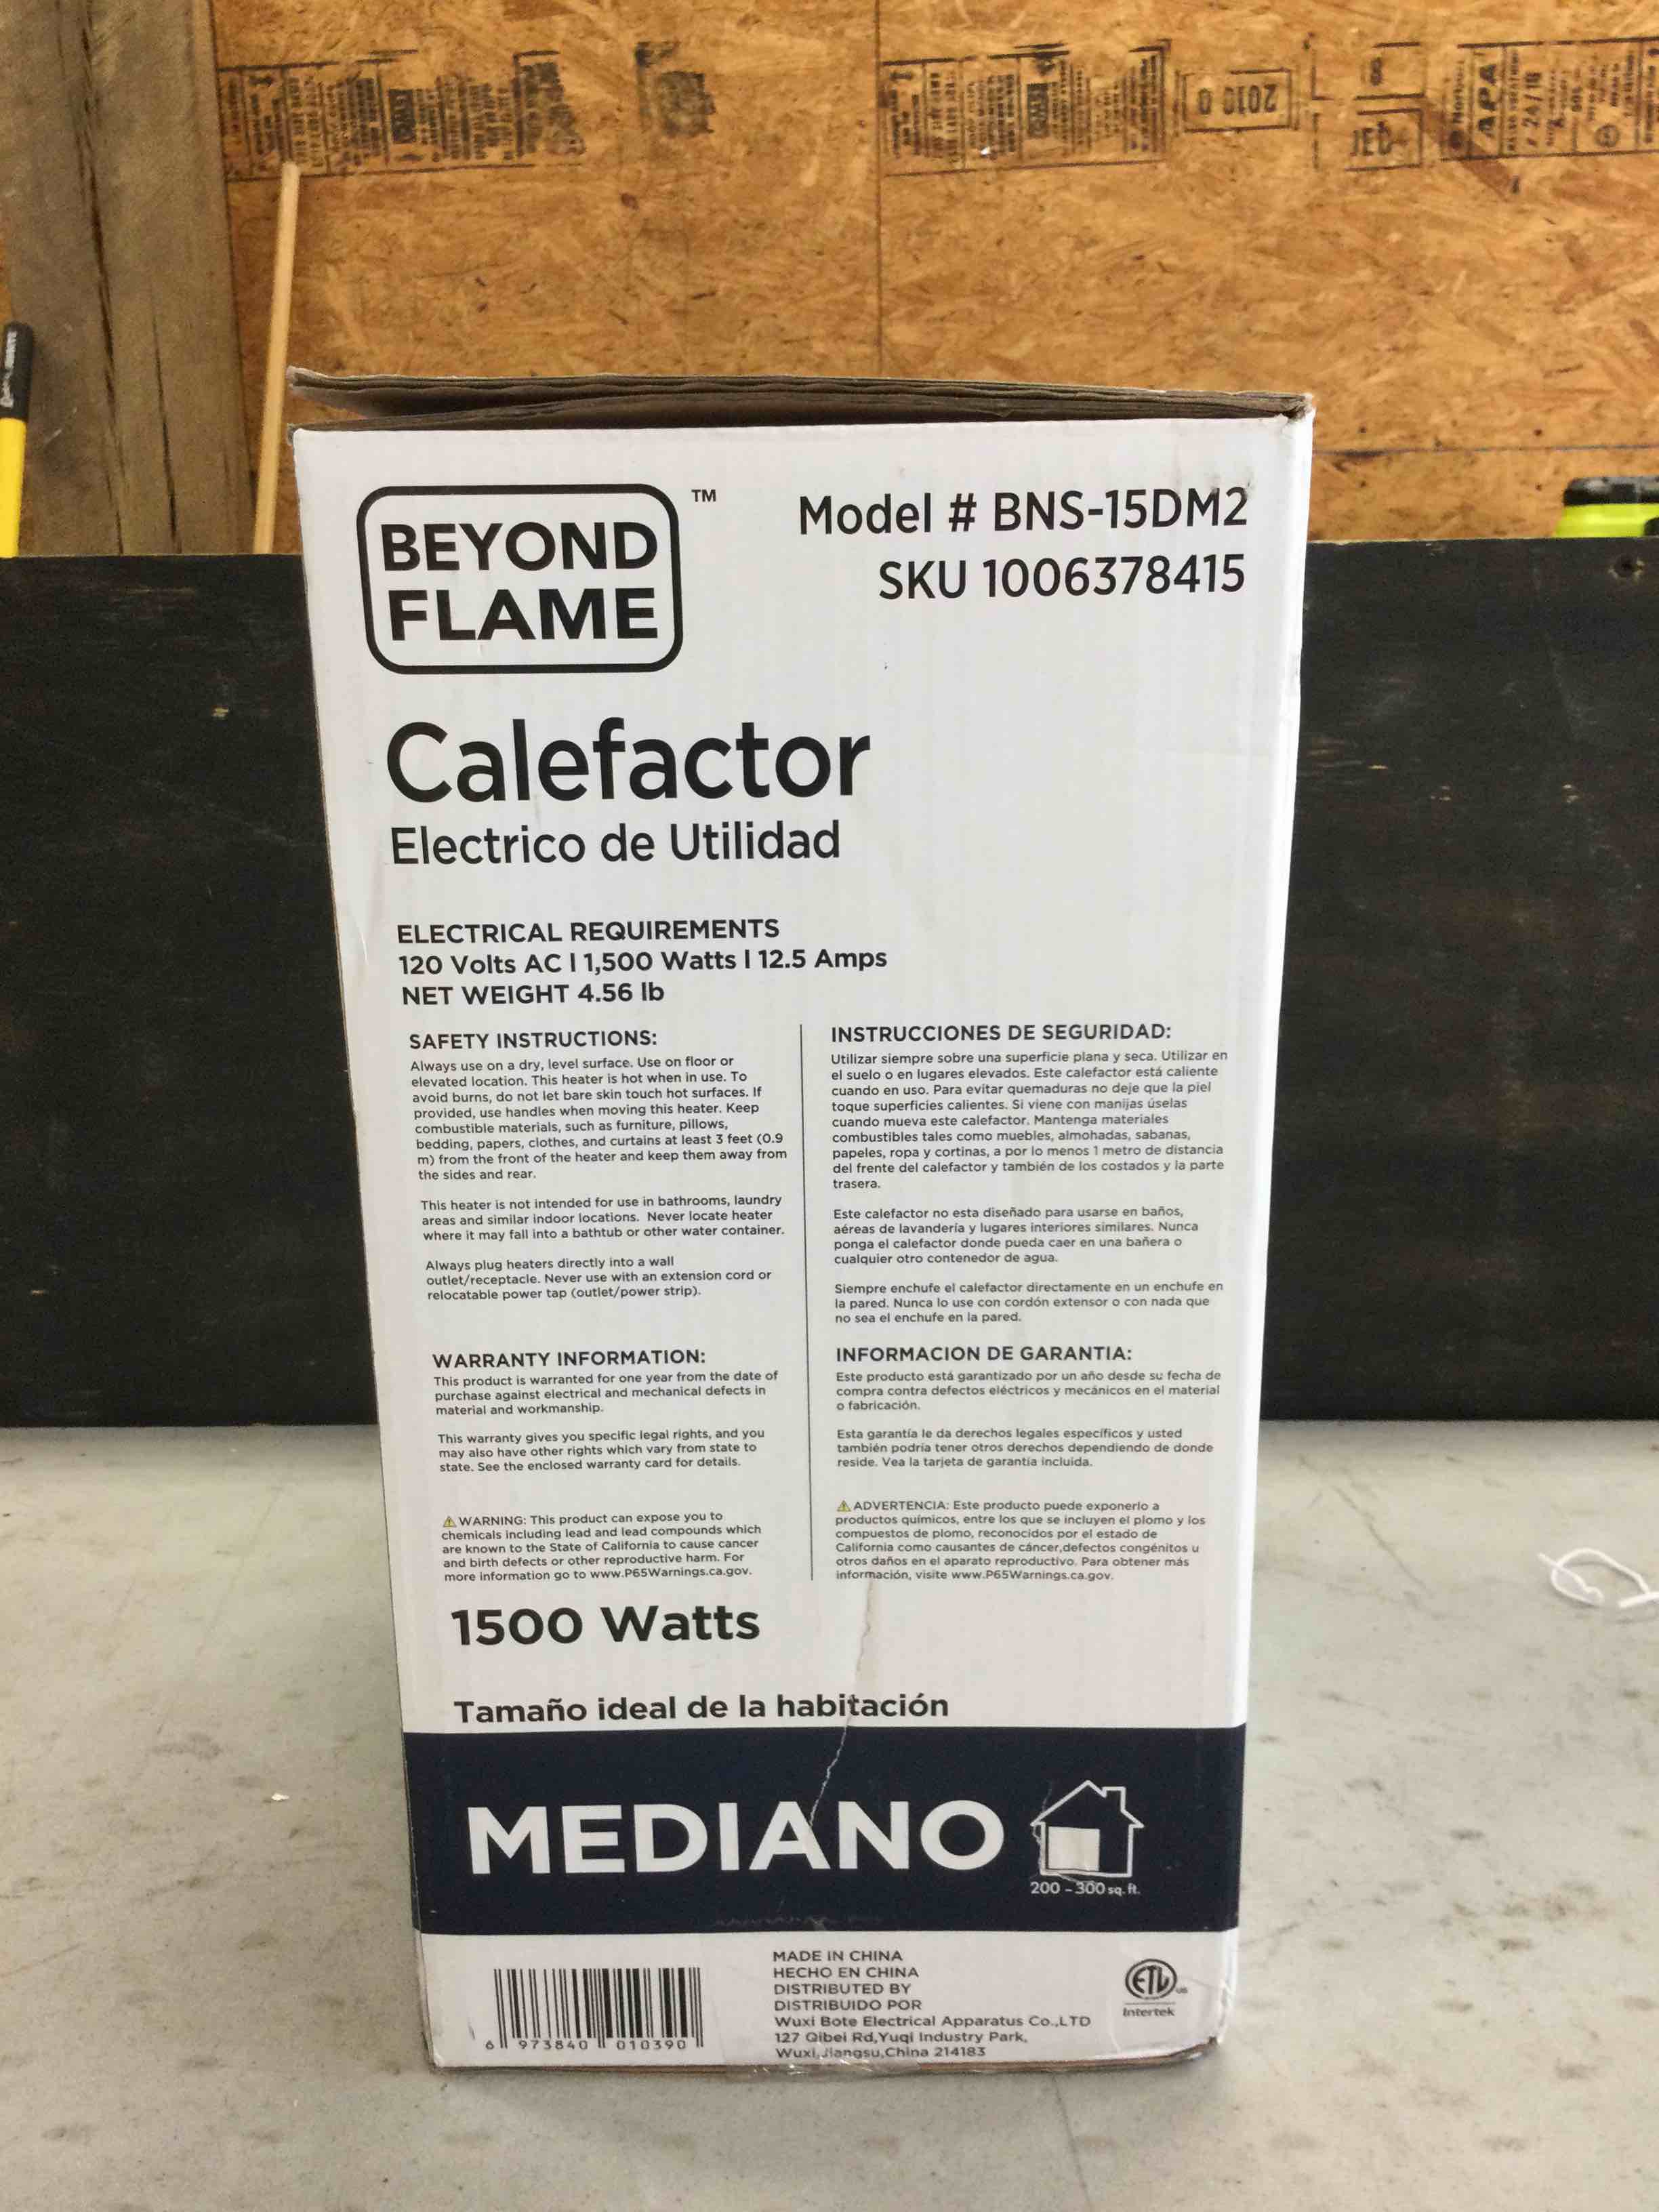 2010 0
APA
BEYOND
FLAME
TM
Model # BNS-15DM2
SKU 1006378415
Calefactor
Electrico de Utilidad
ELECTRICAL REQUIREMENTS
120 Volts AC I 1,500 Watts I 12.5 Amps
NET WEIGHT 4.56 lb
SAFETY INSTRUCTIONS:
Always use on a dry, level surface. Use on floor or
elevated location. This heater is hot when in use. To
avoid burns, do not let bare skin touch hot surfaces. If
provided, use handles when moving this heater. Keep
combustible materials, such as furniture, pillows,
bedding, papers, clothes, and curtains at least 3 feet (0.9
m) from the front of the heater and keep them away from
the sides and rear.
This heater is not intended for use in bathrooms, laundry
areas and similar indoor locations. Never locate heater
where it may fall into a bathtub or other water container.
Always plug heaters directly into a wall
outlet/receptacle. Never use with an extension cord or
relocatable power tap (outlet/power strip).
WARRANTY INFORMATION:
This product is warranted for one year from the date of
purchase against electrical and mechanical defects in
material and workmanship.
This warranty gives you specific legal rights, and you
may also have other rights which vary from state to
state. See the enclosed warranty card for details.
WARNING: This product can expose you to
chemicals including lead and lead compounds which
are known to the State of California to cause cancer
and birth defects or other reproductive harm. For
more information go to www.P65Warnings.ca.gov.
INSTRUCCIONES DE SEGURIDAD:
Utilizar siempre sobre una superficie plana y seca. Utilizar en
el suelo o en lugares elevados. Este calefactor está caliente
cuando en uso. Para evitar quemaduras no deje que la piel
toque superficies calientes. Si viene con manijas úselas
cuando mueva este calefactor. Mantenga materiales
combustibles tales como muebles, almohadas, sabanas,
papeles, ropa y cortinas, a por lo menos 1 metro de distancia
del frente del calefactor y también de los costados y la parte
trasera.
Este calefactor no esta diseñado para usarse en baños,
aéreas de lavandería y lugares interiores similares. Nunca
ponga el calefactor donde pueda caer en una bañera o
cualquier otro contenedor de agua.
Siempre enchufe el calefactor directamente en un enchufe en
la pared. Nunca lo use con cordón extensor o con nada que
no sea el enchufe en la pared.
INFORMACION DE GARANTIA:
Este producto está garantizado por un año desde su fecha de
compra contra defectos eléctricos y mecánicos en el material
o fabricación.
Esta garantía le da derechos legales específicos y usted
también podría tener otros derechos dependiendo de donde
reside. Vea la tarjeta de garantía incluida.
ADVERTENCIA: Este producto puede exponerlo a
productos químicos, entre los que se incluyen el plomo y los
compuestos de plomo, reconocidos por el estado de
California como causantes de cáncer,defectos congénitos u
otros daños en el aparato reproductivo. Para obtener más
información, visite www.P65Warnings.ca.gov.
1500 Watts
Tamaño ideal de la habitación
MEDIANO
200 - 300 sq. ft.
6 973840 010390
MADE IN CHINA
HECHO EN CHINA
DISTRIBUTED BY
DISTRIBUIDO POR
Wuxi Bote Electrical Apparatus Co.,LTD
127 Qibei Rd,Yuqi Industry Park,
Wuxi,Jiangsu,China 214183
ETL
us
Intertek